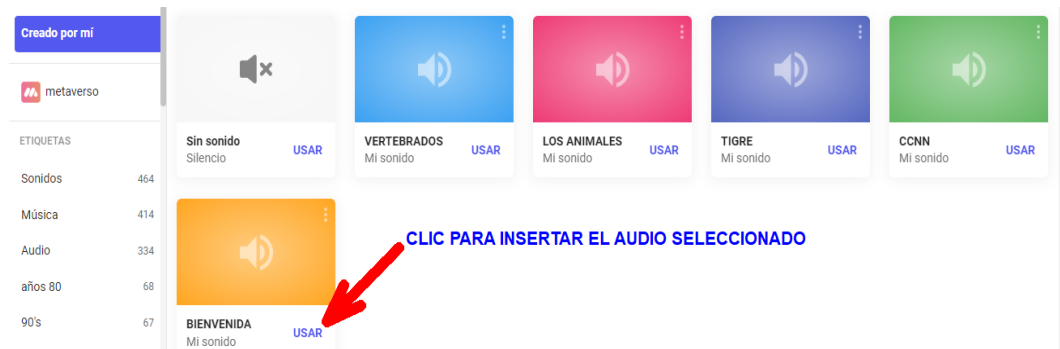 Creado por mí
metaverso
ETIQUETAS
Sonidos 464
Música 414
Audio 334
años 80 68
90's 67
Sin sonido
Silencio
USAR
VERTEBRADOS
Mi sonido
USAR
LOS ANIMALES
Mi sonido
USAR
TIGRE
Mi sonido
USAR
CCNN
Mi sonido
USAR
CLIC PARA INSERTAR EL AUDIO SELECCIONADO
BIENVENIDA
Mi sonido
USAR